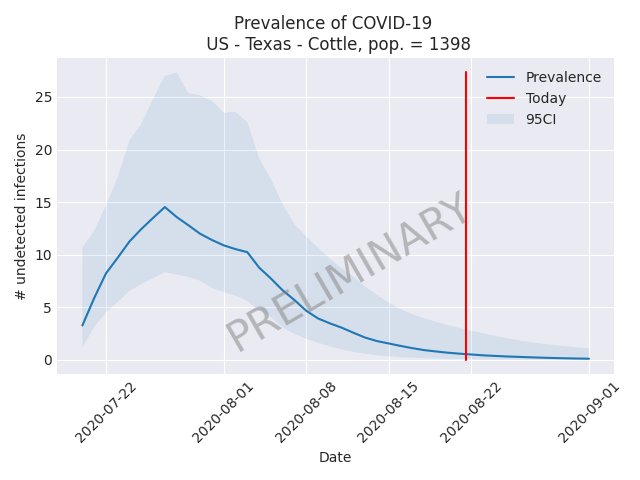 Prevalence of COVID-19
US - Texas - Cottle, pop. = 1398
# undetected infections
25
20
15
10
5
0
Prevalence
Today
95CI
PRELIMINARY
2020-07-22
2020-08-01
2020-08-08
2020-08-15
2020-08-22
2020-09-01
Date